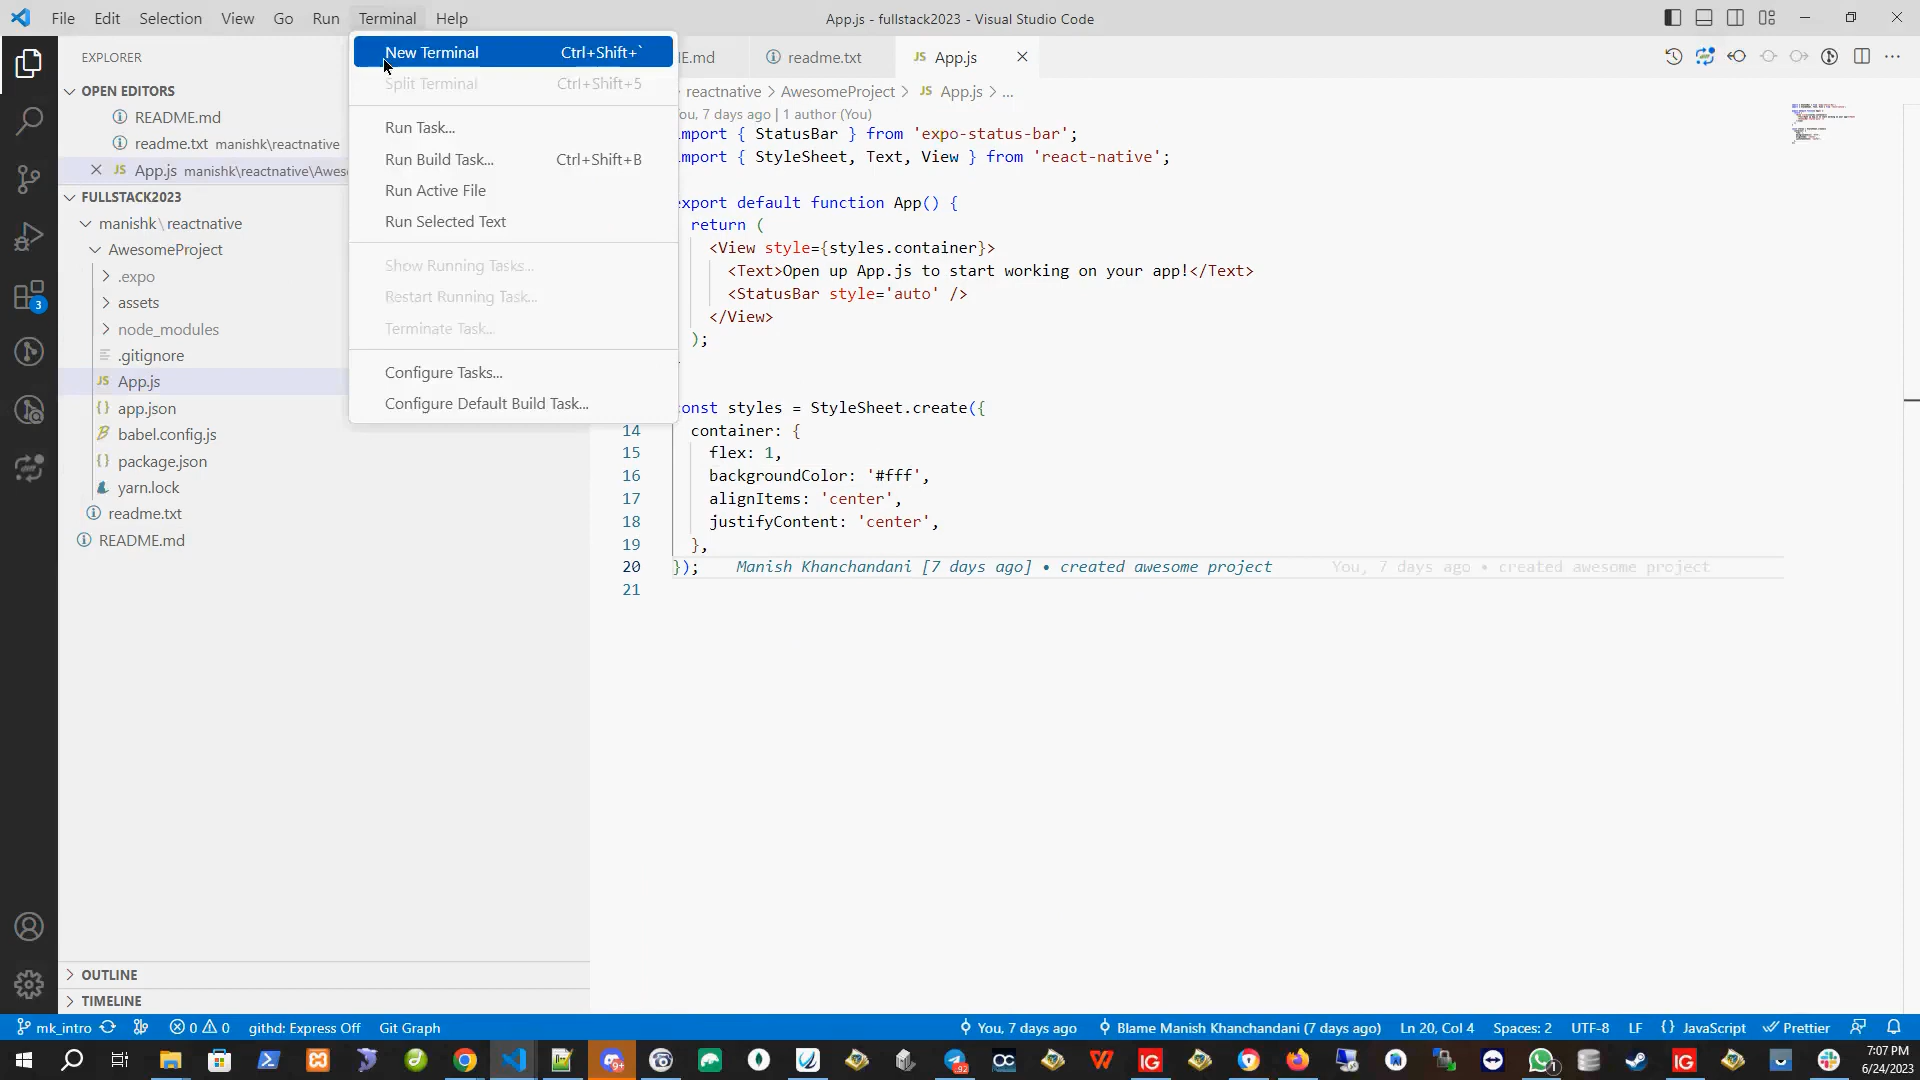 File Edit Selection View Go Run Terminal Help
App.js - fullstack2023 - Visual Studio Code
EXPLORER
OPEN EDITORS
README.md
readme.txt manishk\reactnative
App.js manishk\reactnative\Awes
FULLSTACK2023
manishk\reactnative
AwesomeProject
.expo
assets
node_modules
.gitignore
JS App.js
{} app.json
babel.config.js
{} package.json
yarn.lock
readme.txt
README.md
OUTLINE
TIMELINE
3
New Terminal Ctrl+Shift+`
Split Terminal Ctrl+Shift+5
Run Task...
Run Build Task... Ctrl+Shift+B
Run Active File
Run Selected Text
Show Running Tasks...
Restart Running Task...
Terminate Task...
Configure Tasks...
Configure Default Build Task...
E.md
readme.txt
JS App.js
reactnative > AwesomeProject > JS App.js > ...
ou, 7 days ago | 1 author (You)
mport { StatusBar } from 'expo-status-bar';
mport { StyleSheet, Text, View } from 'react-native';
export default function App() {
return (
<View style={styles.container}>
<Text>Open up App.js to start working on your app!</Text>
<StatusBar style='auto' />
</View>
);
onst styles = StyleSheet.create({
14 container: {
15 flex: 1,
16 backgroundColor: '#fff',
17 alignItems: 'center',
18 justifyContent: 'center',
19 },
20 }); Manish Khanchandani [7 days ago] • created awesome project You, 7 days ago • created awesome project
21
mk_intro 0 0 githd: Express Off Git Graph
You, 7 days ago Blame Manish Khanchandani (7 days ago) Ln 20, Col 4 Spaces: 2 UTF-8 LF {} JavaScript Prettier
9+ 92 OC IG 1 IG
7:07 PM
6/24/2023